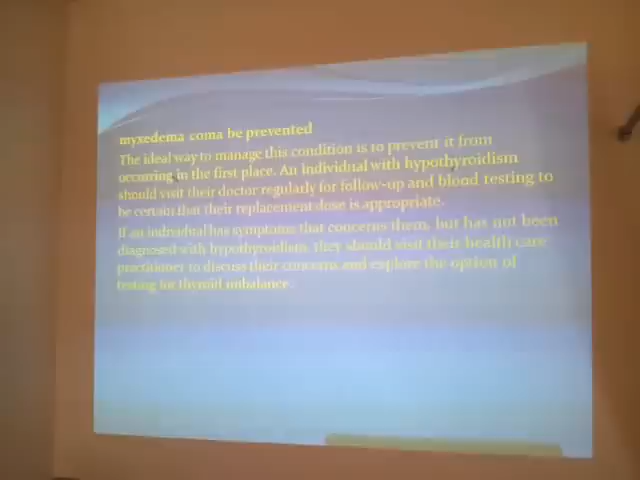 myxedema coma be prevented
The ideal way to manage this condition is to prevent it from
occuring in the first place. An individual with hypothyroidism
should visit their doctor regularly for follow-up and blood testing to
be certain that their replacement dose is appropriate.
If an individual has symptoms that concerns them, but has not been
diagnosed with hypothyroidism, they should visit their health care
practitioner to discuss their concerns and explore the option of
testing for thyroid imbalance.